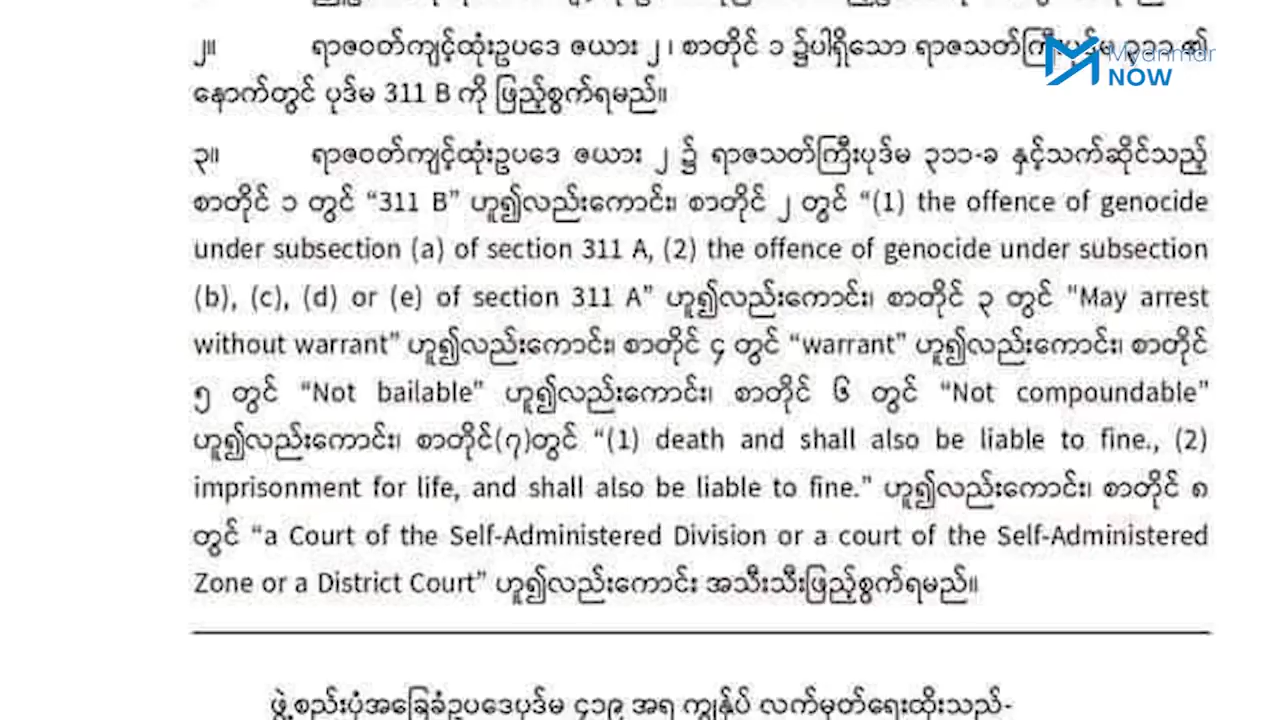 ၂။ ရာဇဝတ်ကျင့်ထုံးဥပဒေ ဇယား ၂ ၊ စာတိုင် ၁ ၌ပါရှိသော ရာဇသတ်ကြီးပုဒ်မ ၃၁၁ ၏
Myanmar
NOW
နောက်တွင် ပုဒ်မ 311 B ကို ဖြည့်စွက်ရမည်။
၃။ ရာဇဝတ်ကျင့်ထုံးဥပဒေ ဇယား ၂ ၌ ရာဇသတ်ကြီးပုဒ်မ ၃၁၁-ခ နှင့်သက်ဆိုင်သည့်
စာတိုင် ၁ တွင် “311 B” ဟူ၍လည်းကောင်း၊ စာတိုင် ၂ တွင် “(1) the offence of genocide
under subsection (a) of section 311 A, (2) the offence of genocide under subsection
(b), (c), (d) or (e) of section 311 A” ဟူ၍လည်းကောင်း၊ စာတိုင် ၃ တွင် “May arrest
without warrant” ဟူ၍လည်းကောင်း၊ စာတိုင် ၄ တွင် “warrant” ဟူ၍လည်းကောင်း၊ စာတိုင်
၅ တွင် “Not bailable” ဟူ၍လည်းကောင်း၊ စာတိုင် ၆ တွင် “Not compoundable”
ဟူ၍လည်းကောင်း၊ စာတိုင်(၇)တွင် “(1) death and shall also be liable to fine., (2)
imprisonment for life, and shall also be liable to fine.” ဟူ၍လည်းကောင်း၊ စာတိုင် ၈
တွင် “a Court of the Self-Administered Division or a court of the Self-Administered
Zone or a District Court” ဟူ၍လည်းကောင်း အသီးသီးဖြည့်စွက်ရမည်။
ဖွဲ့စည်းပုံအခြေခံဥပဒေပုဒ်မ ၄၁၉ အရ ကျွန်ုပ် လက်မှတ်ရေးထိုးသည်-